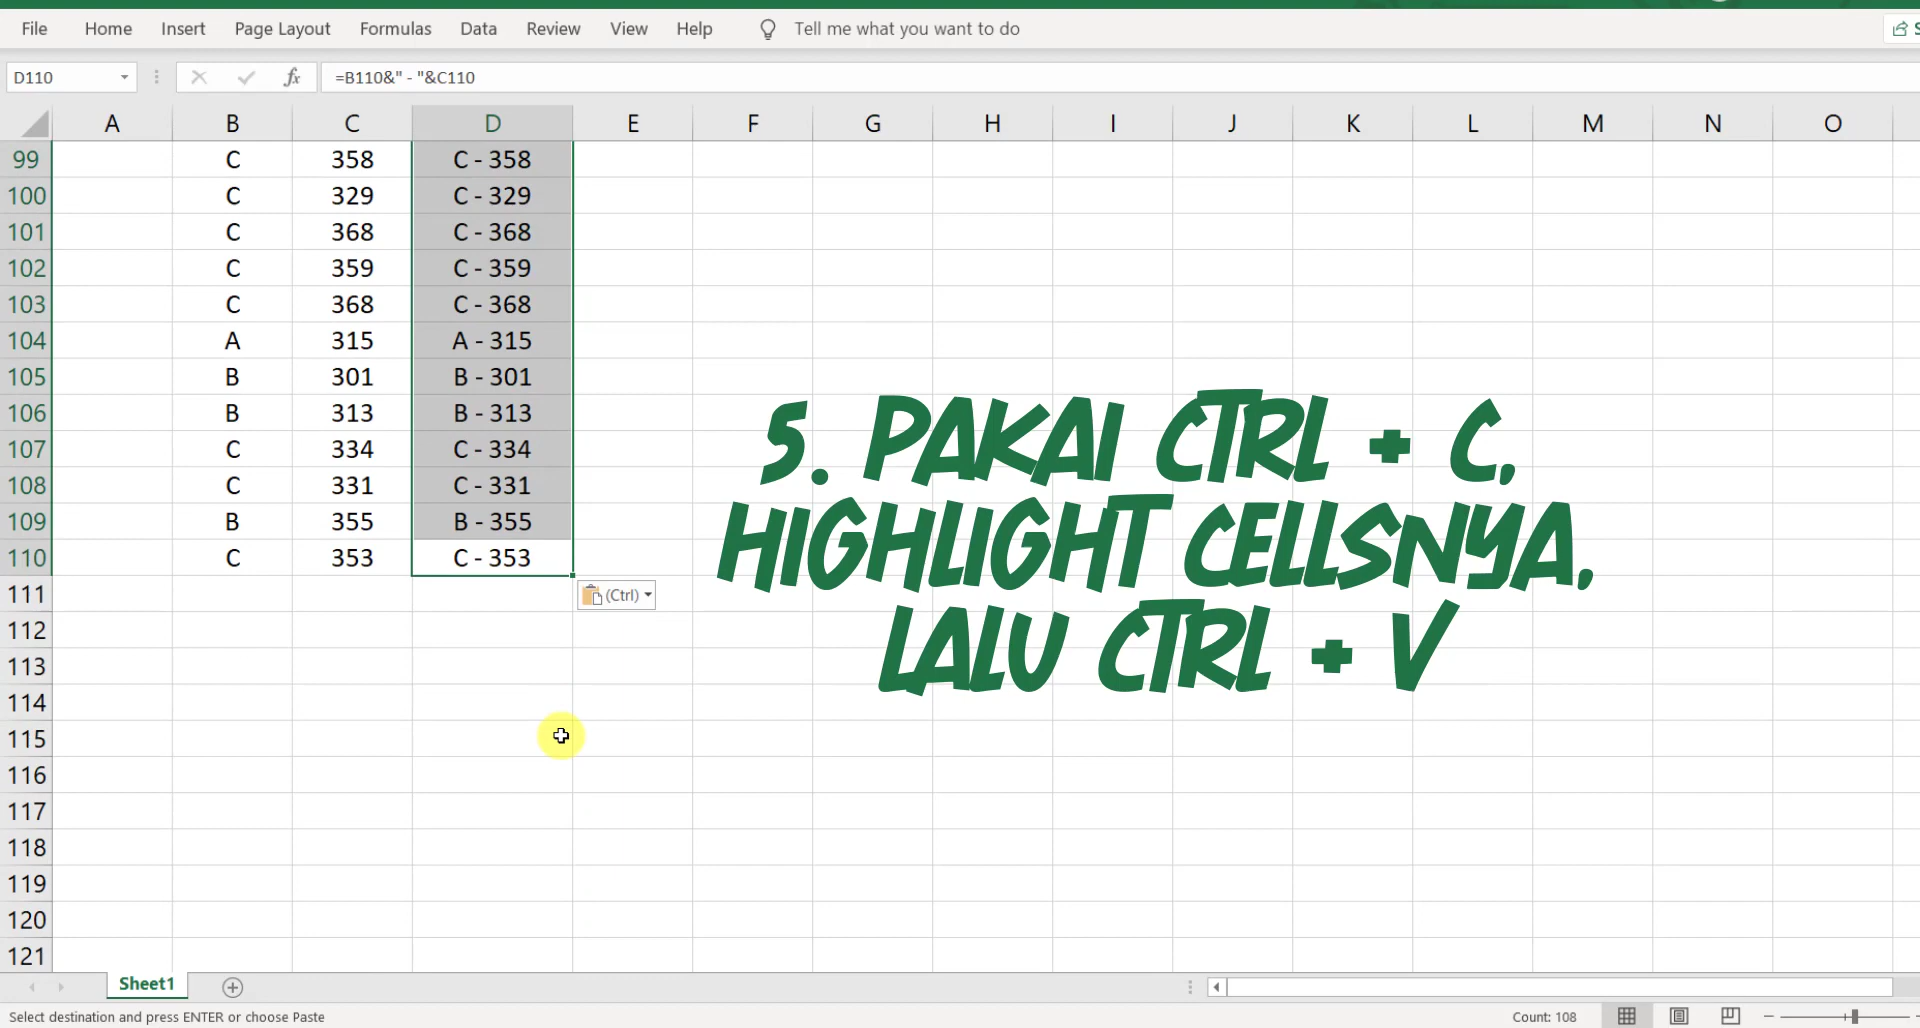 File Home Insert Page Layout Formulas Data Review View Help Tell me what you want to do
D110 fx =B110&" - "&C110
A B C D E F G H I J K L M N O
99 C 358 C - 358
100 C 329 C - 329
101 C 368 C - 368
102 C 359 C - 359
103 C 368 C - 368
104 A 315 A - 315
105 B 301 B - 301
106 B 313 B - 313
107 C 334 C - 334
108 C 331 C - 331
109 B 355 B - 355
110 C 353 C - 353
111 (Ctrl)
112
113
114
115
116
117
118
119
120
121
5. PAKAI CTRL + C,
HIGHLIGHT CELLSNYA,
LALU CTRL + V
Sheet1
Select destination and press ENTER or choose Paste Count: 108